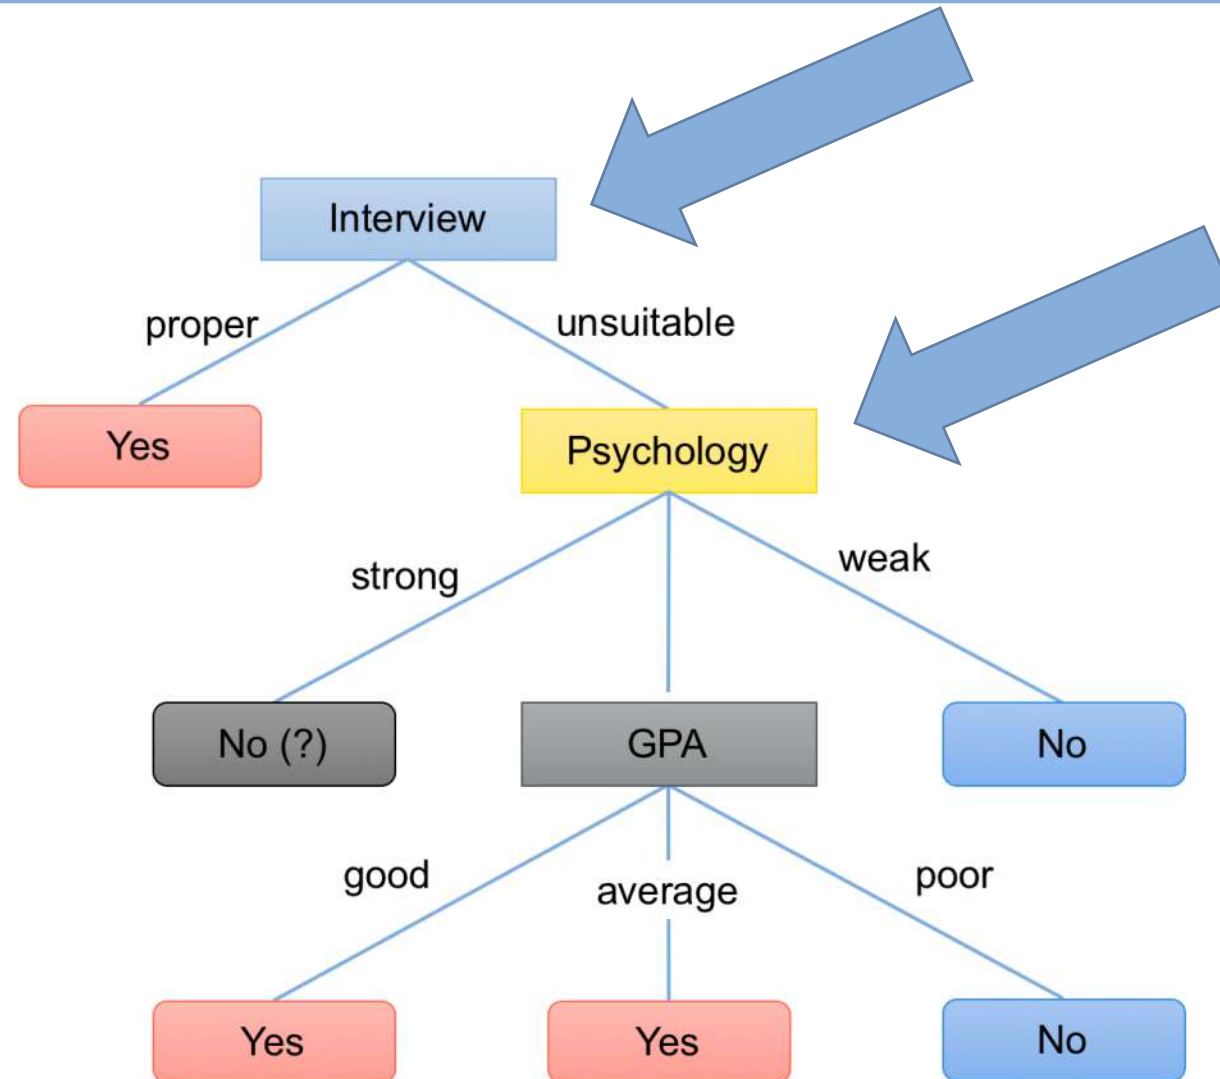 Interview
proper
unsuitable
Yes
Psychology
strong
weak
No (?)
GPA
No
good
average
poor
Yes
Yes
No